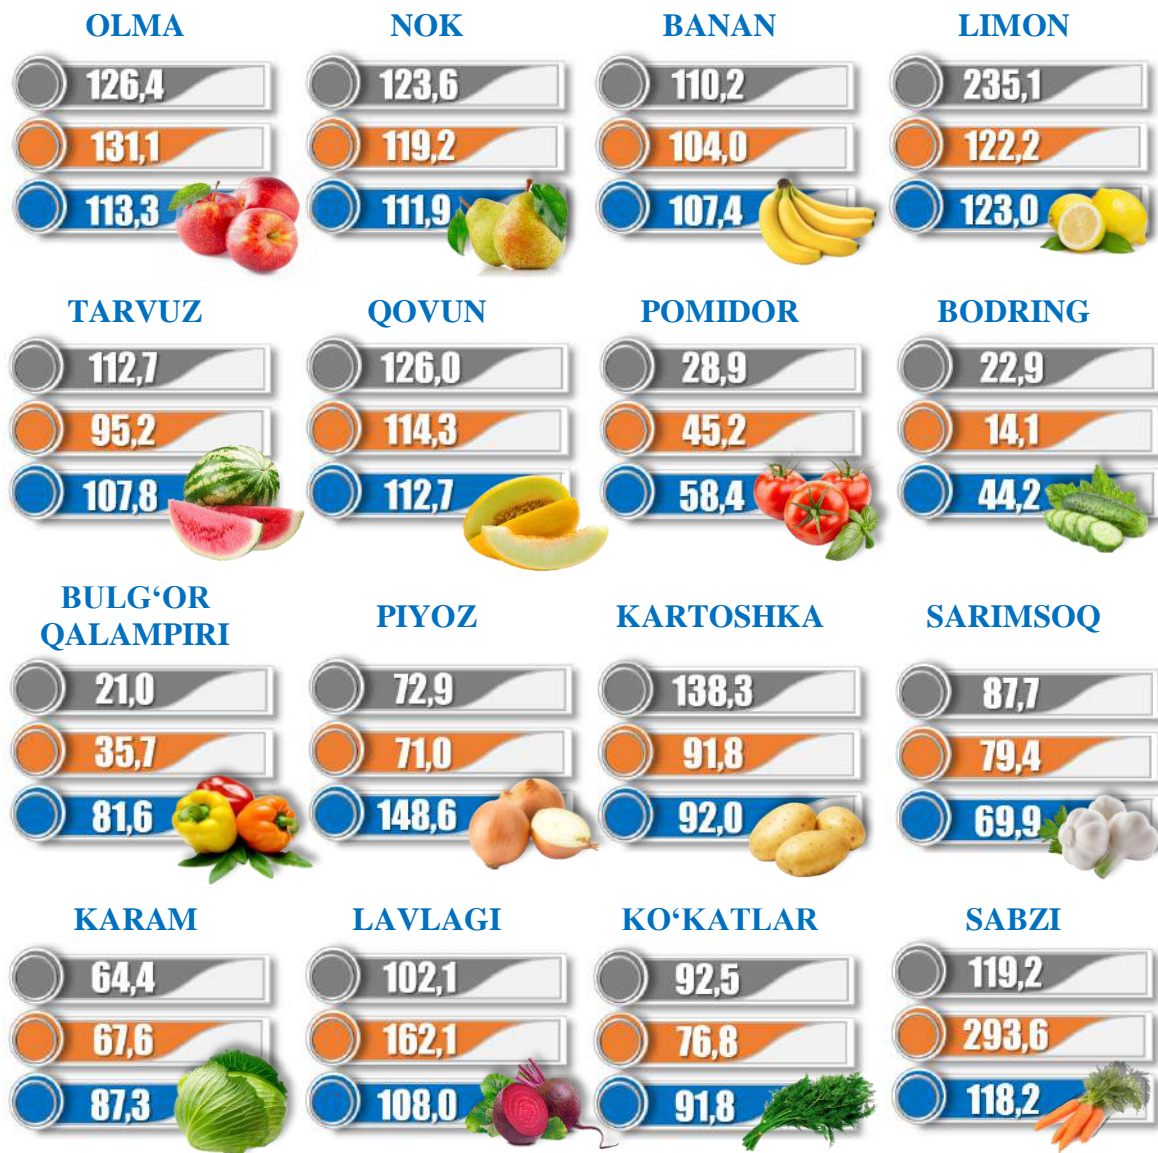 OLMA
126,4
131,1
113,3
NOK
123,6
119,2
111,9
BANAN
110,2
104,0
107,4
LIMON
235,1
122,2
123,0
TARVUZ
112,7
95,2
107,8
QOVUN
126,0
114,3
112,7
POMIDOR
28,9
45,2
58,4
BODRING
22,9
14,1
44,2
BULG‘OR
QALAMPIRI
21,0
35,7
81,6
PIYOZ
72,9
71,0
148,6
KARTOSHKA
138,3
91,8
92,0
SARIMSOQ
87,7
79,4
69,9
KARAM
64,4
67,6
87,3
LAVLAGI
102,1
162,1
108,0
KO‘KATLAR
92,5
76,8
91,8
SABZI
119,2
293,6
118,2